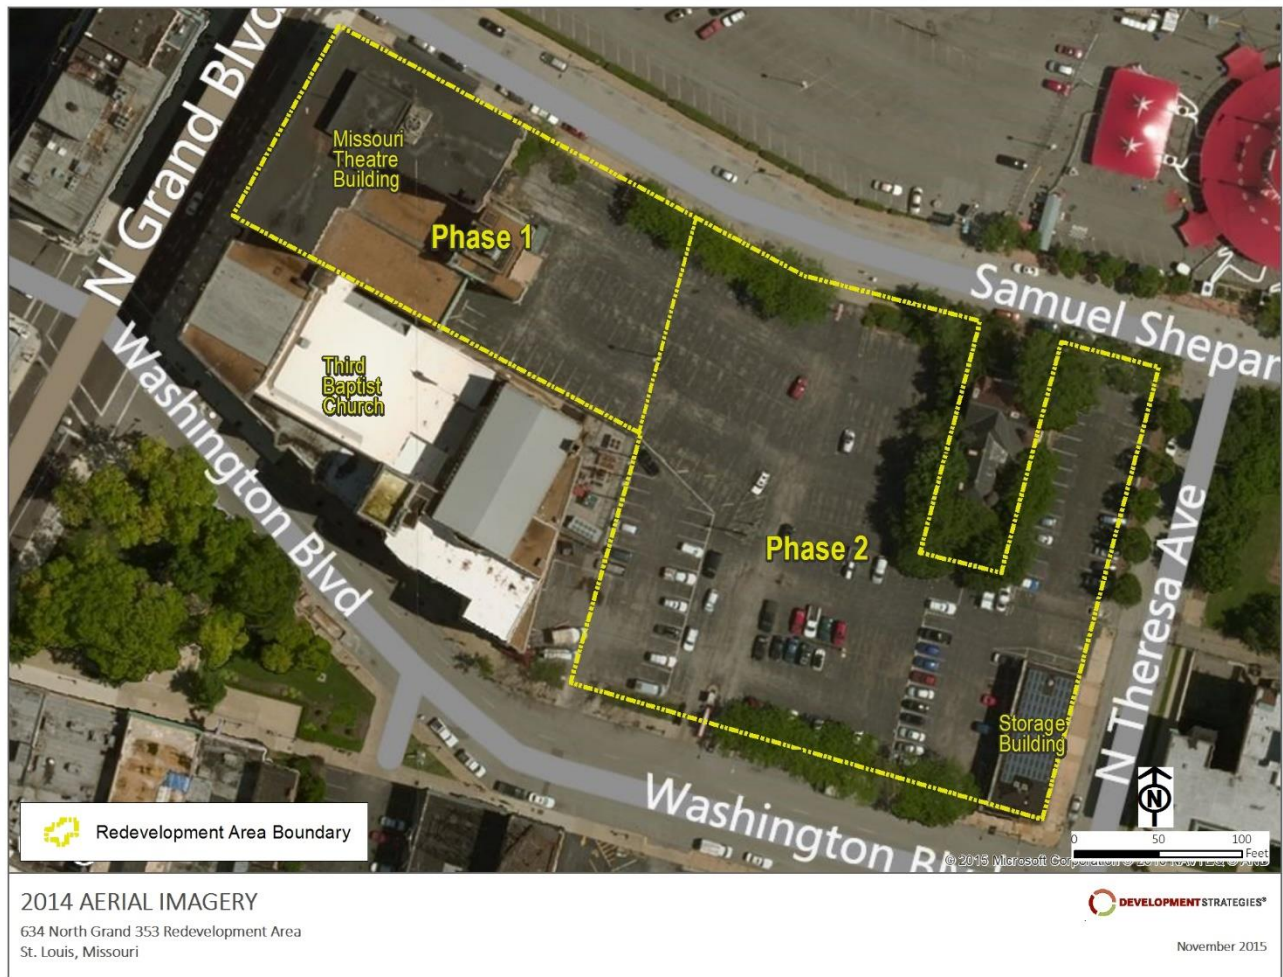 N Grand Blvd
Missouri
Theatre
Building
Phase 1
Samuel Shepar
Third
Baptist
Church
Washington Blvd
Phase 2
N Theresa Ave
Storage
Building
Washington Bl
N
0 50 100
Feet
© 2015 Microsoft
Redevelopment Area Boundary
2014 AERIAL IMAGERY
634 North Grand 353 Redevelopment Area
St. Louis, Missouri
DEVELOPMENTSTRATEGIES®
November 2015